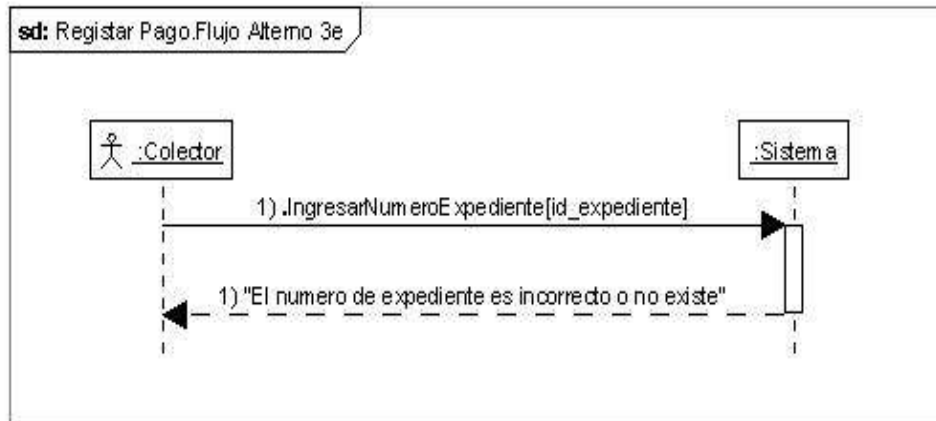 sd: Registar Pago.Flujo Alterno 3e
:Colector
:Sistema
1) .IngresarNumeroExpediente[id_expediente]
1) "El numero de expediente es incorrecto o no existe"